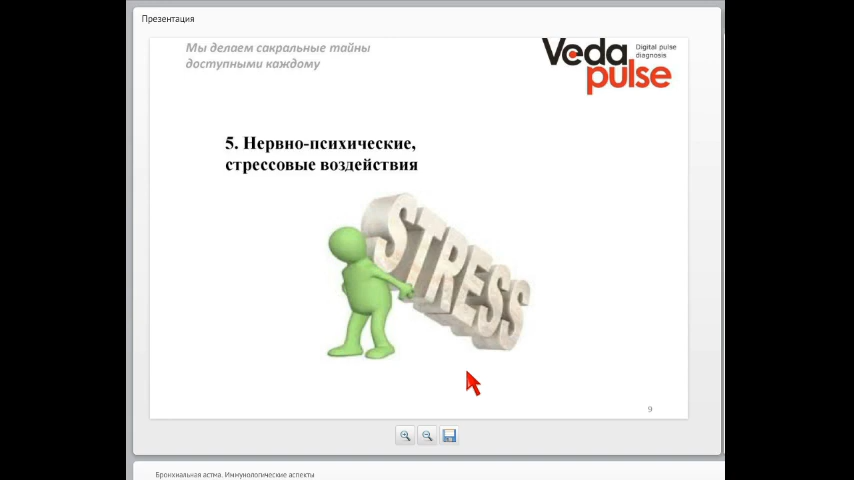 Презентация
Мы делаем сакральные тайны
доступными каждому
Veda
pulse
Digital pulse
diagnosis
5. Нервно-психические,
стрессовые воздействия
STRESS
9
Бронхиальная астма. Иммунологические аспекты